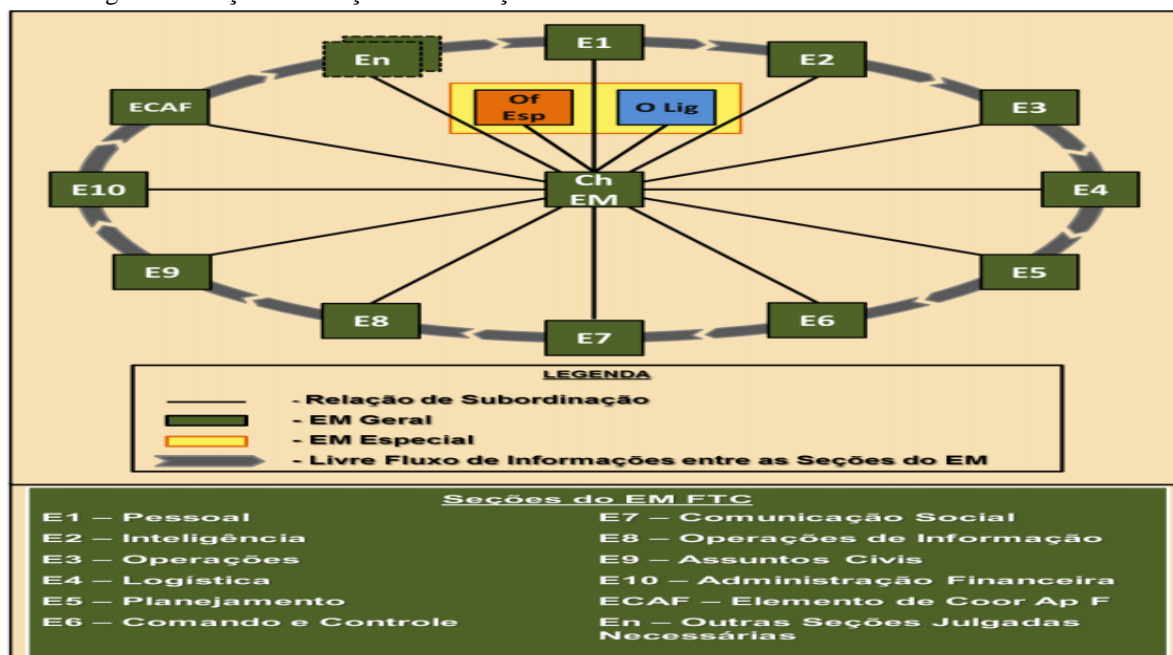 E1
En
E2
ECAF
Of
Esp
O Lig
E3
Ch
EM
E10
E4
E9
E5
E8
E7
E6
LEGENDA
- Relação de Subordinação
- EM Geral
- EM Especial
- Livre Fluxo de Informações entre as Seções do EM
Seções do EM FTC
E1 – Pessoal
E2 – Inteligência
E3 – Operações
E4 – Logística
E5 – Planejamento
E6 – Comando e Controle
E7 – Comunicação Social
E8 – Operações de Informação
E9 – Assuntos Civis
E10 – Administração Financeira
ECAF – Elemento de Coor Ap F
En – Outras Seções Julgadas
Necessárias